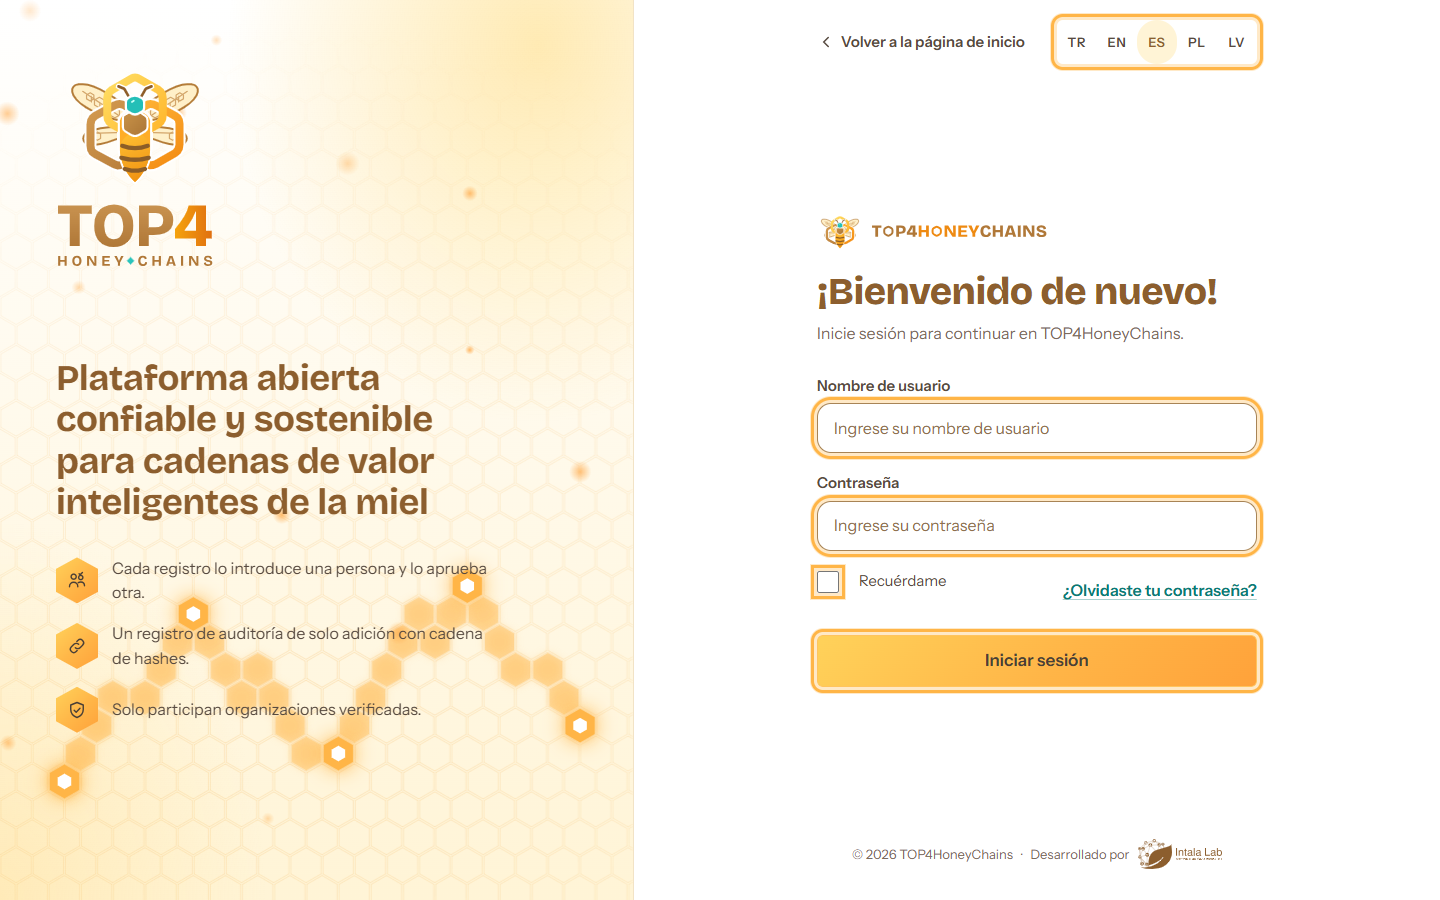 TOP4
HONEY CHAINS
Plataforma abierta
confiable y sostenible
para cadenas de valor
inteligentes de la miel
Cada registro lo introduce una persona y lo aprueba
otra.
Un registro de auditoría de solo adición con cadena
de hashes.
Solo participan organizaciones verificadas.
Volver a la página de inicio
TR EN ES PL LV
TOP4HONEYCHAINS
¡Bienvenido de nuevo!
Inicie sesión para continuar en TOP4HoneyChains.
Nombre de usuario
Ingrese su nombre de usuario
Contraseña
Ingrese su contraseña
Recuérdame
¿Olvidaste tu contraseña?
Iniciar sesión
© 2026 TOP4HoneyChains · Desarrollado por
Intala Lab